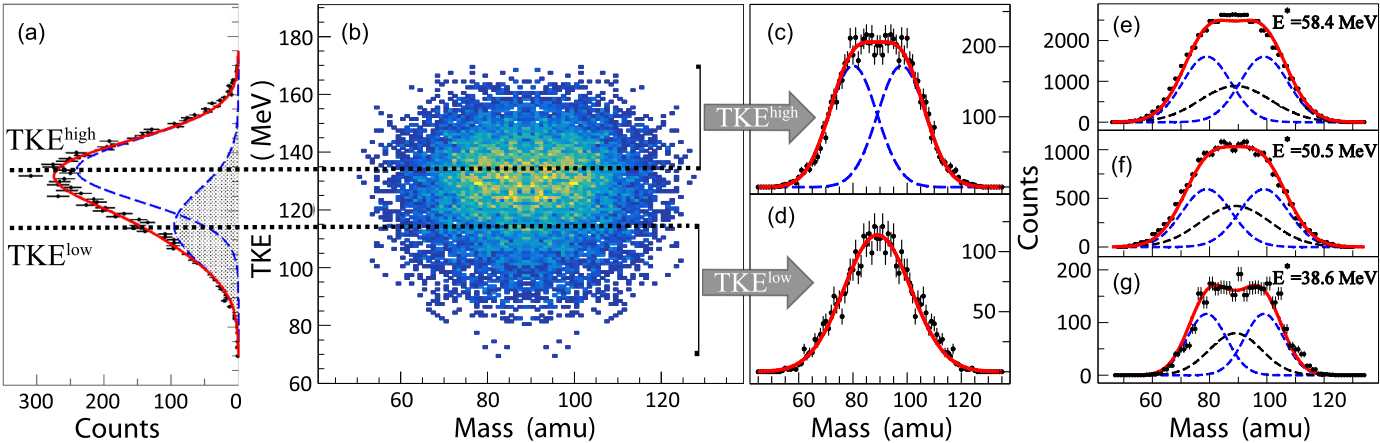 (a)
TKE^high
TKE^low
300 200 100 0
Counts
(b)
180
160
140
120
100
80
60
TKE (MeV)
60 80 100 120
Mass (amu)
TKE^high
TKE^low
(c)
200
100
(d)
100
50
60 80 100 120
Mass (amu)
Counts
(e)
E*=58.4 MeV
2000
1000
0
(f)
E*=50.5 MeV
1000
500
0
(g)
E*=38.6 MeV
200
100
0
60 80 100 120
Mass (amu)